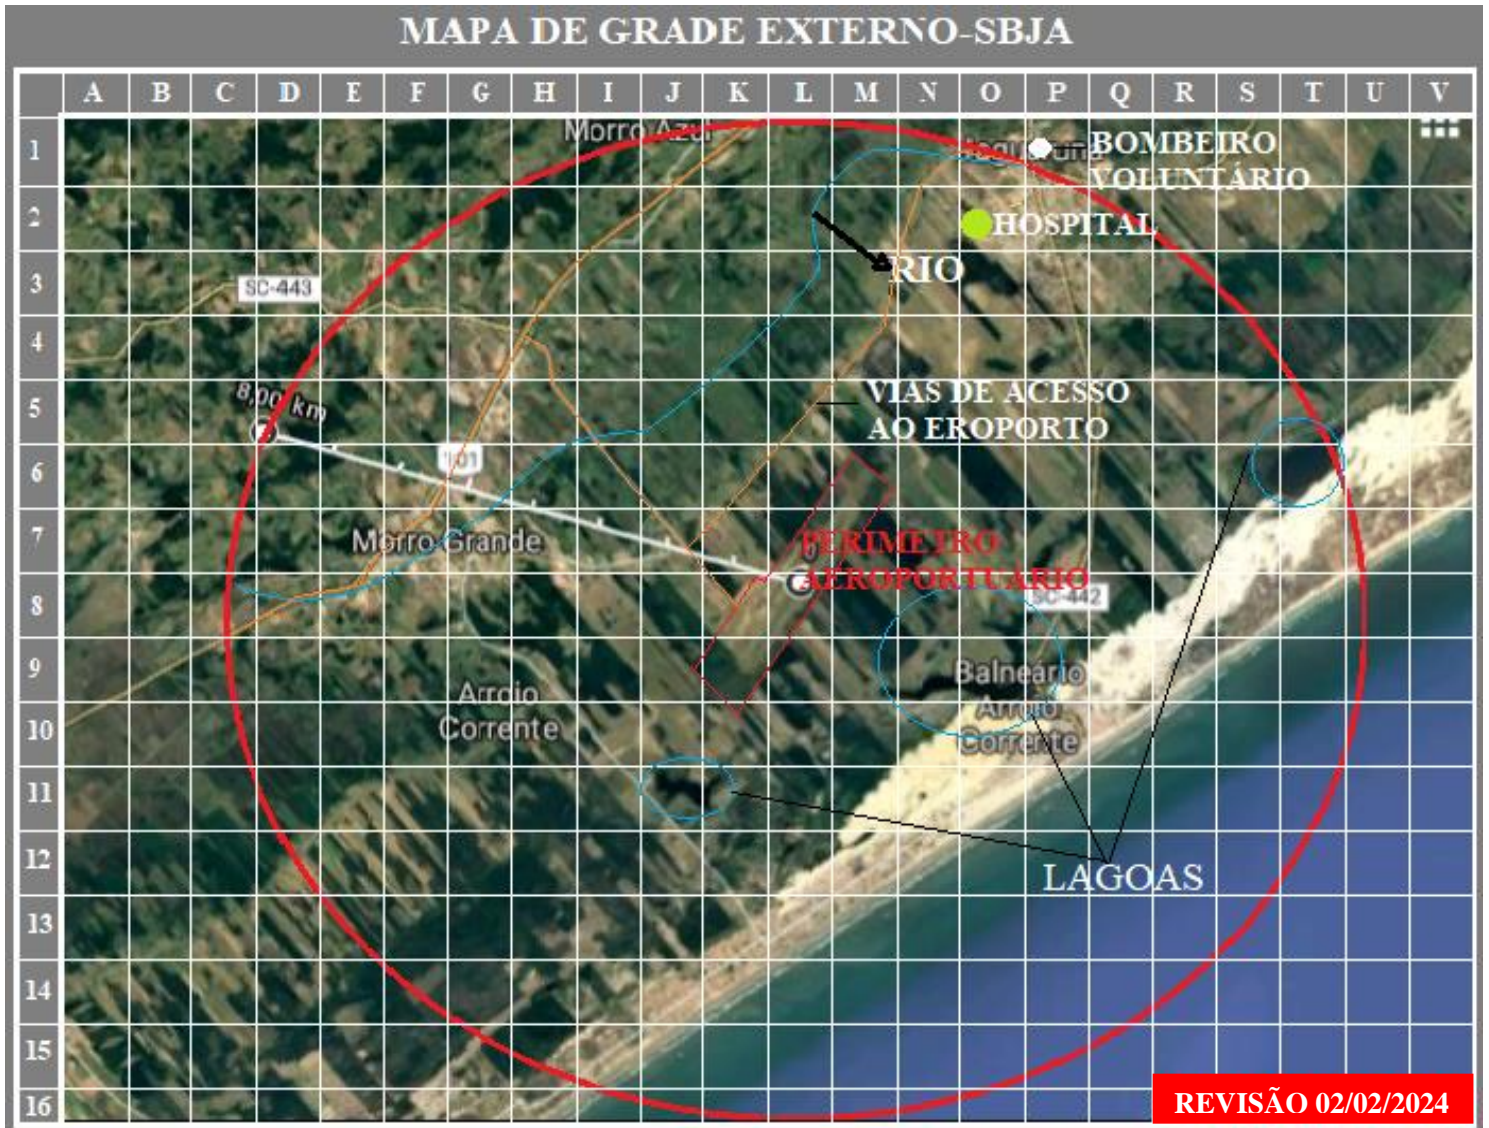 MAPA DE GRADE EXTERNO-SBJA
A B C D E F G H I J K L M N O P Q R S T U V
1
2
3
4
5
6
7
8
9
10
11
12
13
14
15
16
Morro Azul
BOMBEIRO
VOLUNTÁRIO
HOSPITAL
RIO
SC-443
8,00 km
VIAS DE ACESSO
AO EROPORTO
101
Morro Grande
PERÍMETRO
AEROPORTUÁRIO
SC-442
Balneário
Arroio
Corrente
Arroio
Corrente
LAGOAS
REVISÃO 02/02/2024